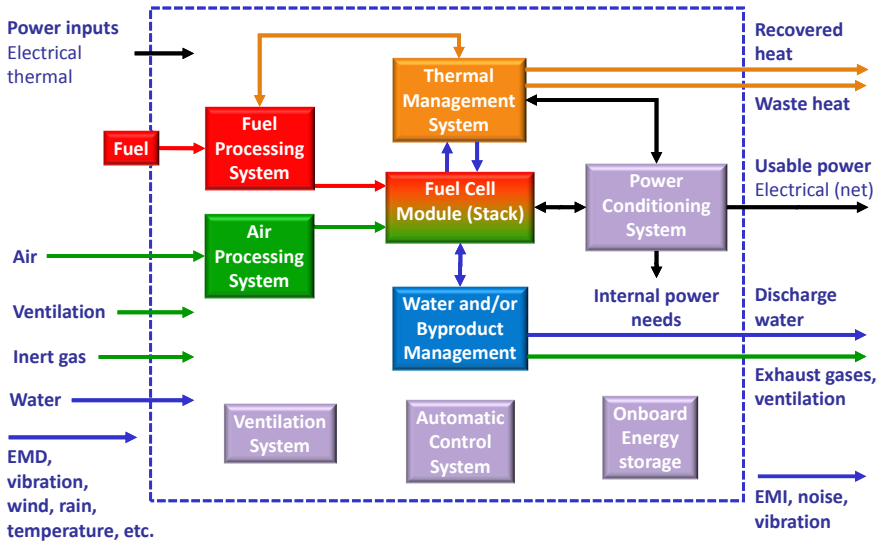 Power inputs
Electrical
thermal
Fuel
Air
Ventilation
Inert gas
Water
EMD,
vibration,
wind, rain,
temperature, etc.
Fuel
Processing
System
Air
Processing
System
Thermal
Management
System
Fuel Cell
Module (Stack)
Water and/or
Byproduct
Management
Power
Conditioning
System
Internal power
needs
Ventilation
System
Automatic
Control
System
Onboard
Energy
storage
Recovered
heat
Waste heat
Usable power
Electrical (net)
Discharge
water
Exhaust gases,
ventilation
EMI, noise,
vibration